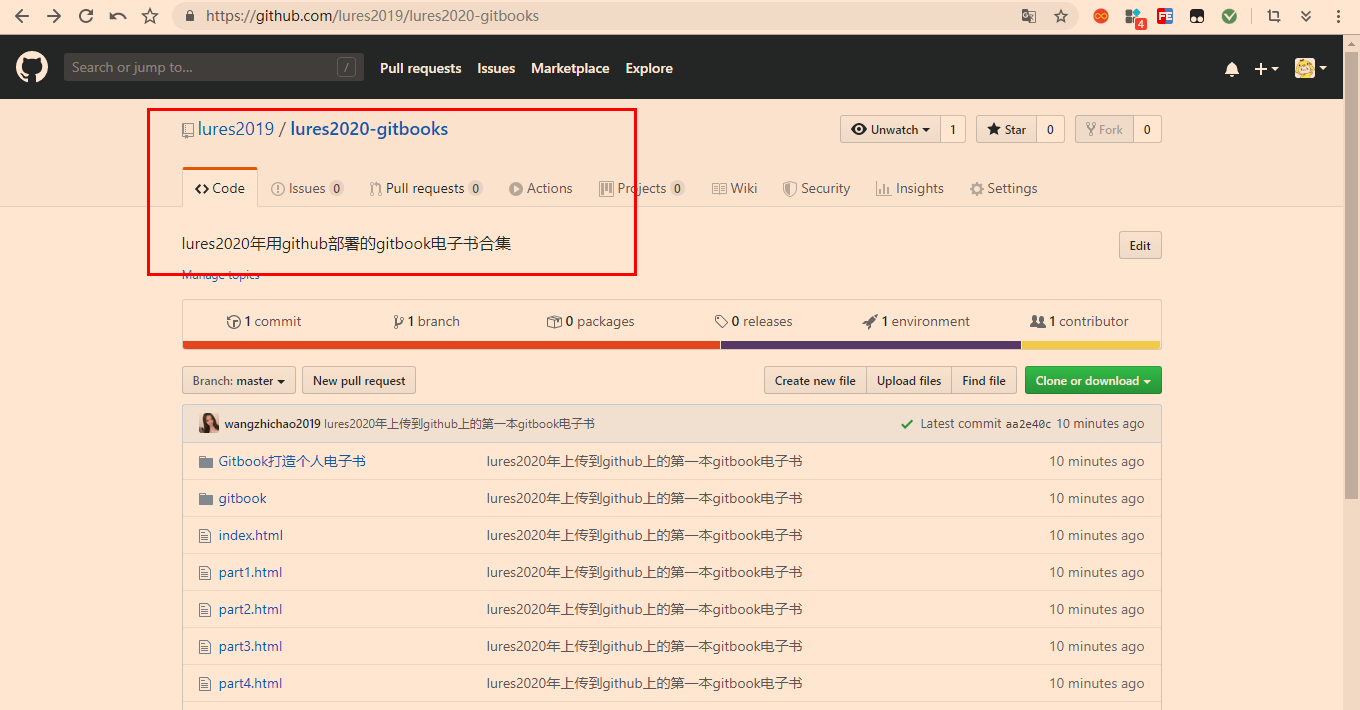 https://github.com/lures2019/lures2020-gitbooks
4
FE
Search or jump to... /
Pull requests Issues Marketplace Explore
lures2019 / lures2020-gitbooks
Unwatch 1 Star 0 Fork 0
Code Issues 0 Pull requests 0 Actions Projects 0 Wiki Security Insights Settings
lures2020年用github部署的gitbook电子书合集
Edit
Manage topics
1 commit 1 branch 0 packages 0 releases 1 environment 1 contributor
Branch: master New pull request Create new file Upload files Find file Clone or download
wangzhichao2019 lures2020年上传到github上的第一本gitbook电子书 Latest commit aa2e40c 10 minutes ago
Gitbook打造个人电子书 lures2020年上传到github上的第一本gitbook电子书 10 minutes ago
gitbook lures2020年上传到github上的第一本gitbook电子书 10 minutes ago
index.html lures2020年上传到github上的第一本gitbook电子书 10 minutes ago
part1.html lures2020年上传到github上的第一本gitbook电子书 10 minutes ago
part2.html lures2020年上传到github上的第一本gitbook电子书 10 minutes ago
part3.html lures2020年上传到github上的第一本gitbook电子书 10 minutes ago
part4.html lures2020年上传到github上的第一本gitbook电子书 10 minutes ago